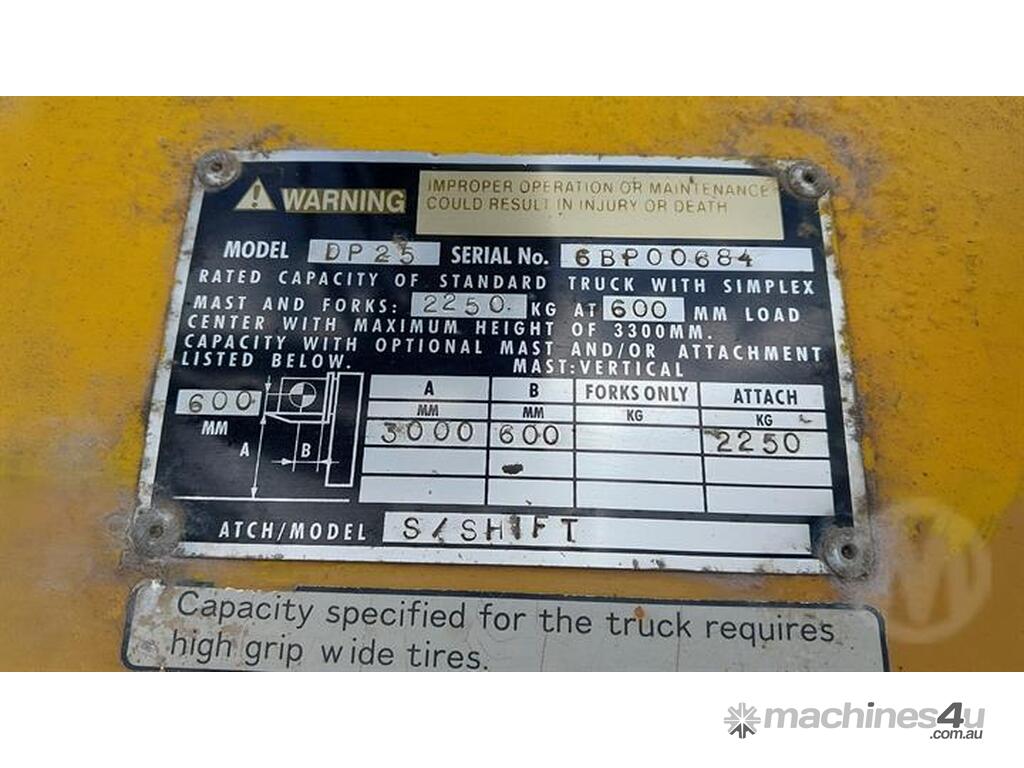 WARNING
IMPROPER OPERATION OR MAINTENANCE
COULD RESULT IN INJURY OR DEATH
MODEL DP25 SERIAL No. 6BP00684
RATED CAPACITY OF STANDARD TRUCK WITH SIMPLEX
MAST AND FORKS: 2250. KG AT 600 MM LOAD
CENTER WITH MAXIMUM HEIGHT OF 3300MM.
CAPACITY WITH OPTIONAL MAST AND/OR ATTACHMENT
LISTED BELOW. MAST:VERTICAL
A B FORKS ONLY ATTACH
MM MM KG KG
600 3000 600 2250
MM
A B
ATCH/MODEL S/SHIFT
Capacity specified for the truck requires
high grip wide tires.
machines4u
.com.au